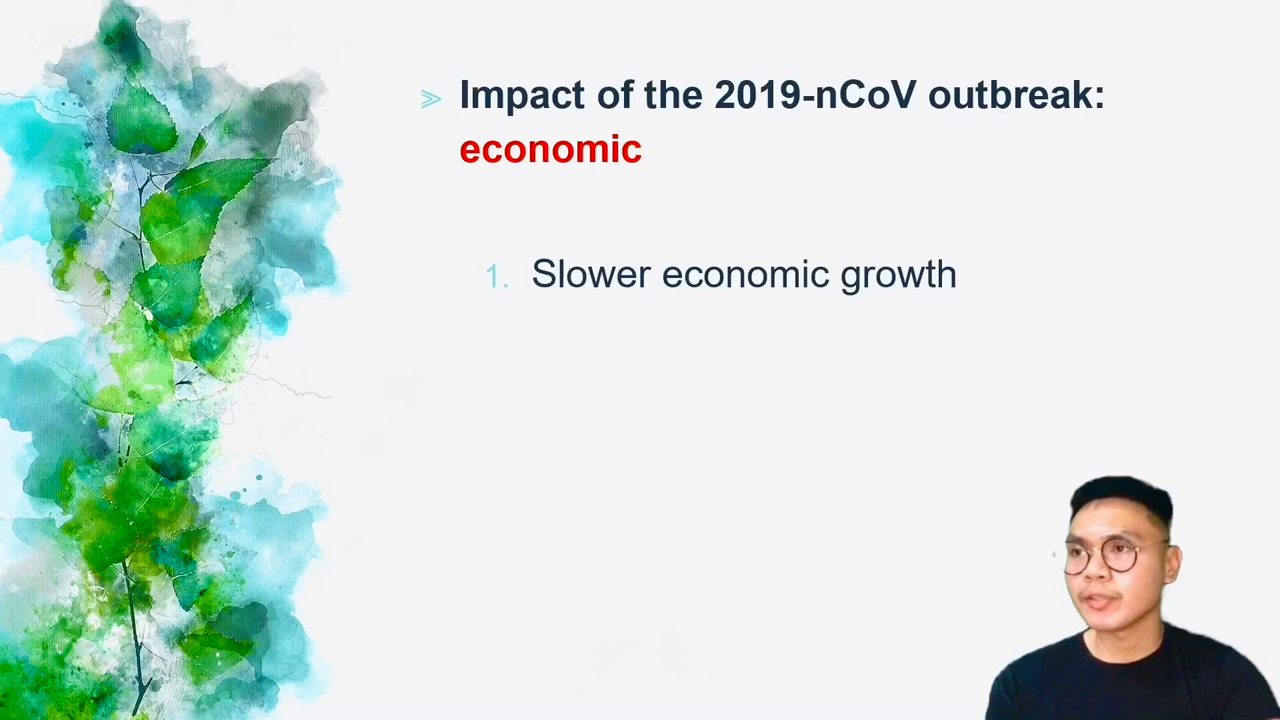 Impact of the 2019-nCoV outbreak:
economic
1. Slower economic growth